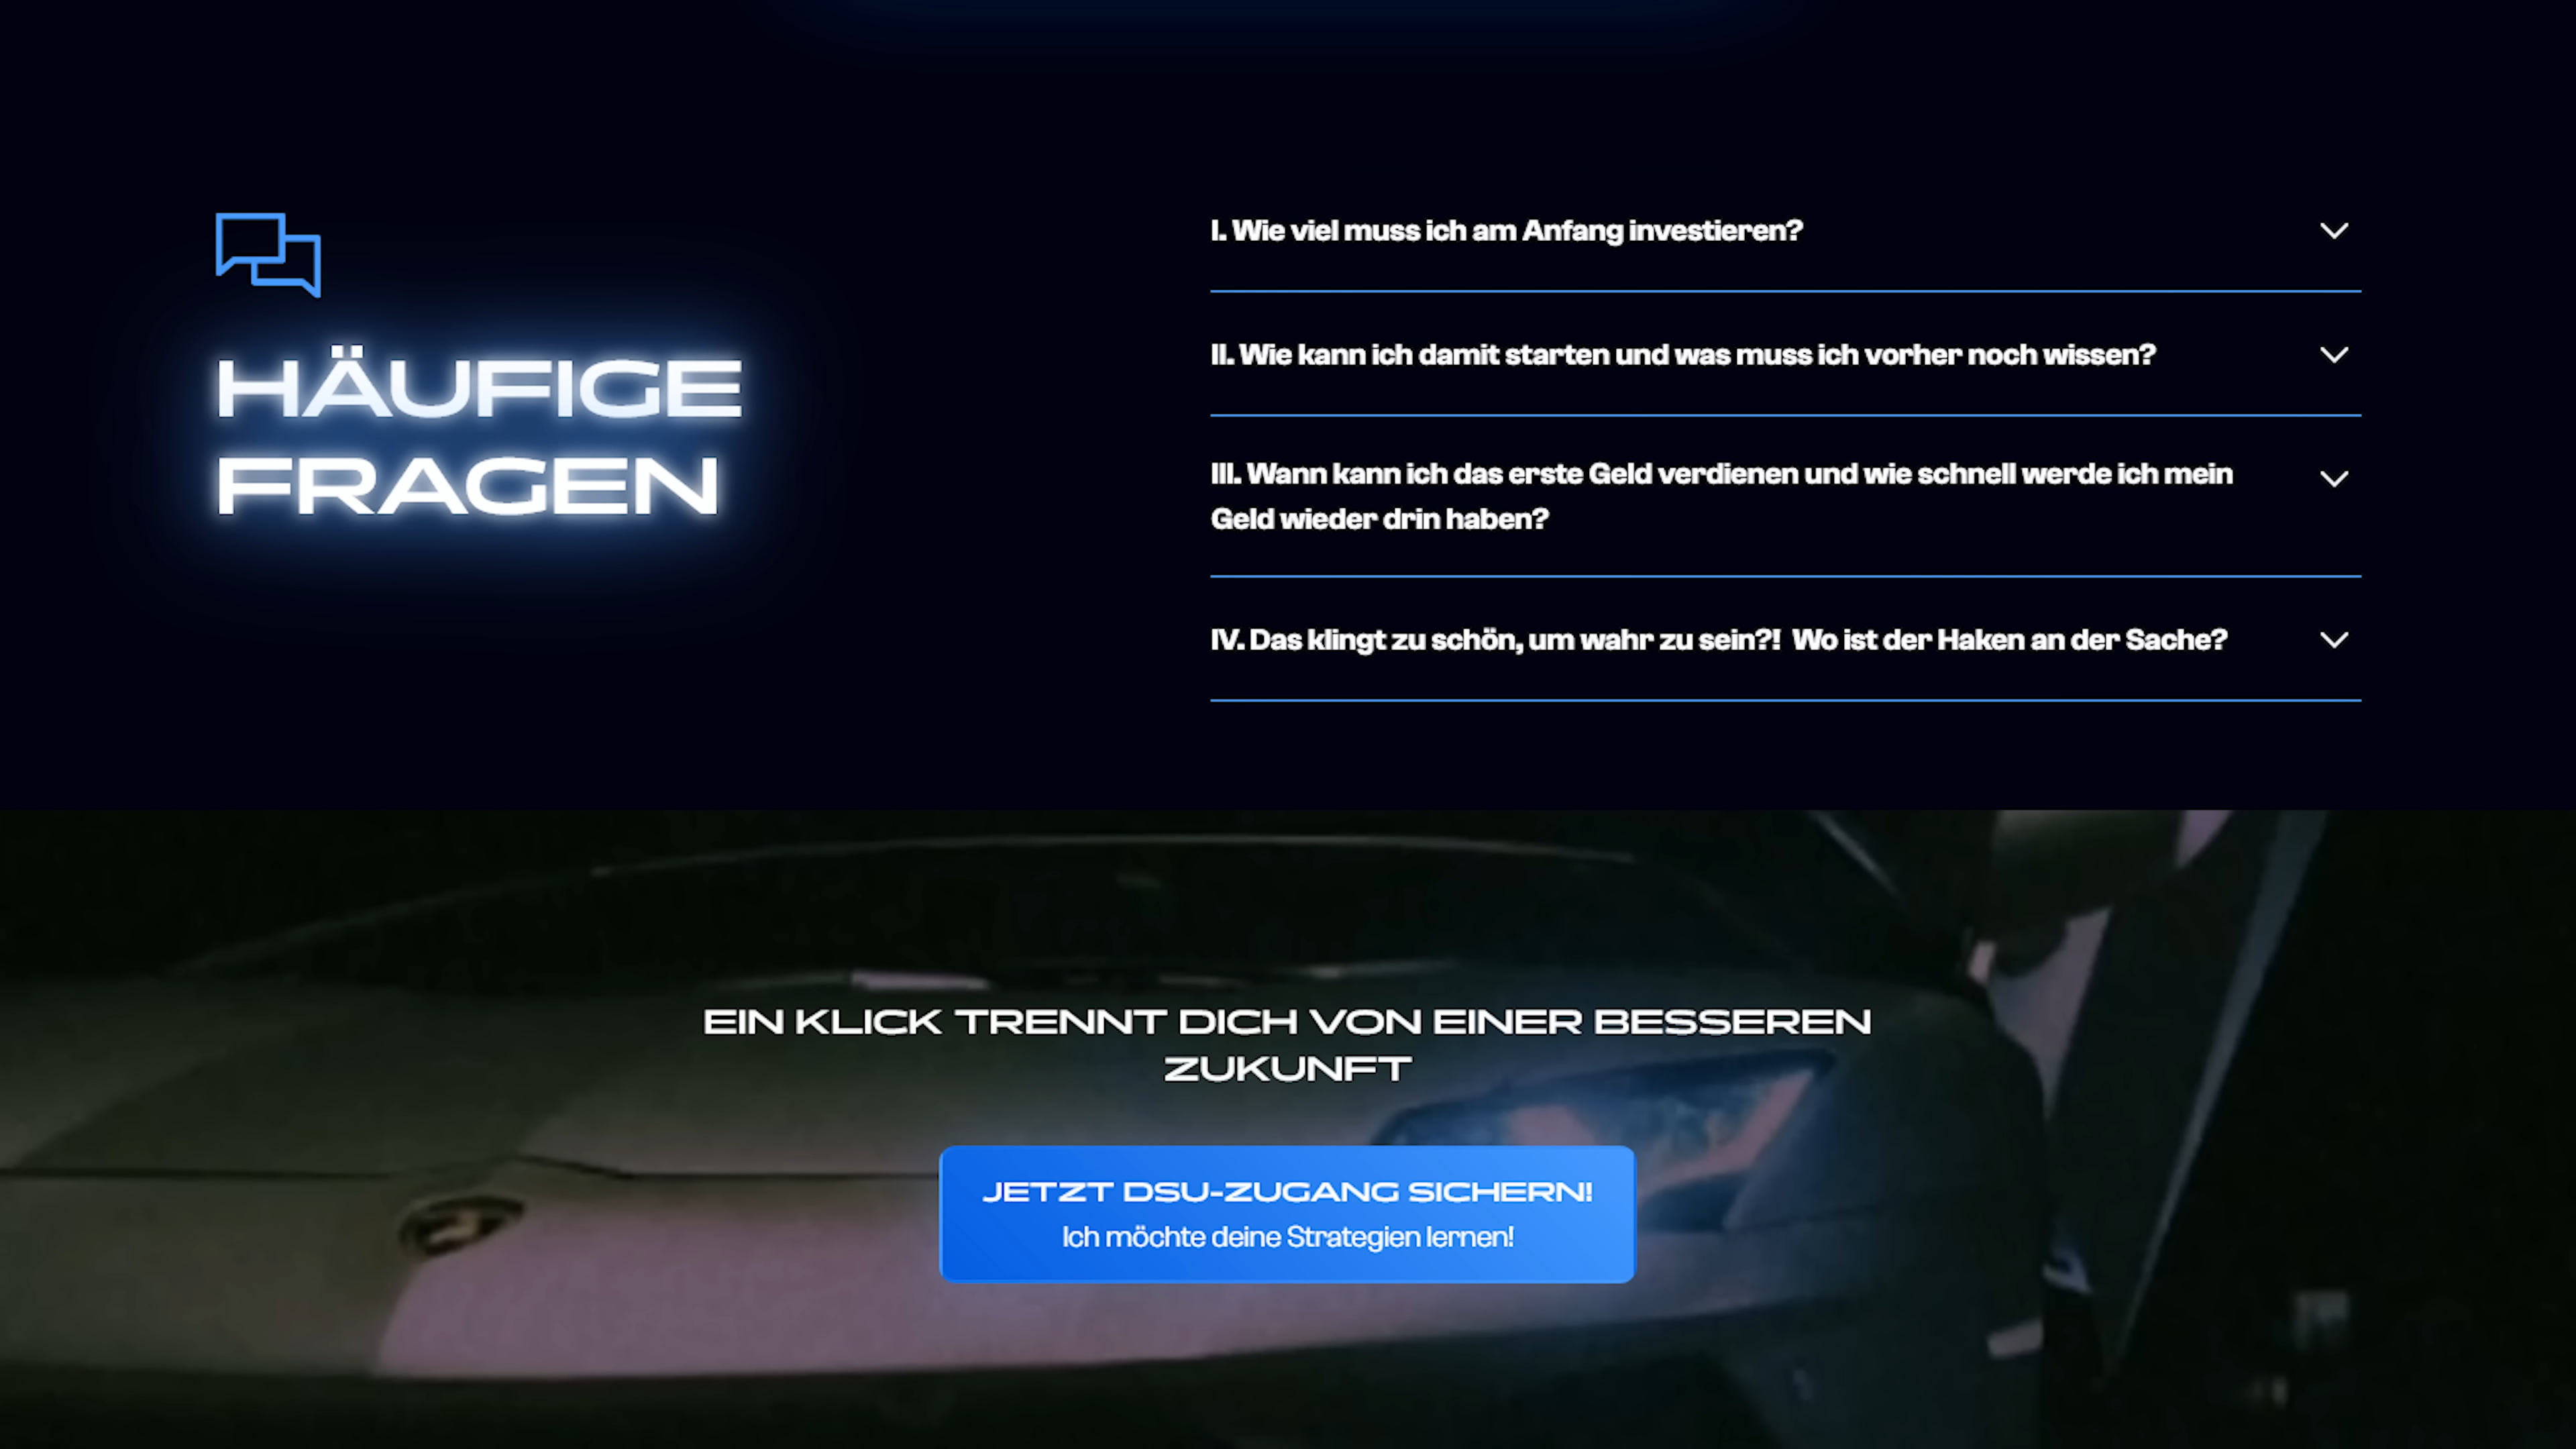 HÄUFIGE
FRAGEN
I. Wie viel muss ich am Anfang investieren?
II. Wie kann ich damit starten und was muss ich vorher noch wissen?
III. Wann kann ich das erste Geld verdienen und wie schnell werde ich mein
Geld wieder drin haben?
IV. Das klingt zu schön, um wahr zu sein?! Wo ist der Haken an der Sache?
EIN KLICK TRENNT DICH VON EINER BESSEREN
ZUKUNFT
JETZT DSU-ZUGANG SICHERN!
Ich möchte deine Strategien lernen!